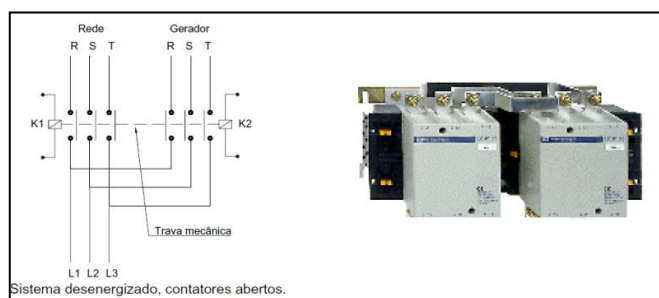 Rede Gerador
R S T R S T
K1 K2
Trava mecânica
L1 L2 L3
Sistema desenergizado, contatores abertos.